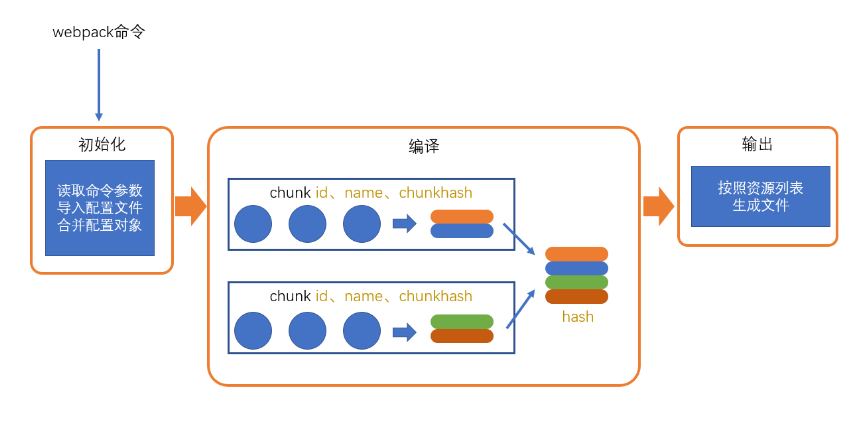 webpack命令
初始化
读取命令参数
导入配置文件
合并配置对象
编译
chunk id、name、chunkhash
chunk id、name、chunkhash
hash
输出
按照资源列表
生成文件